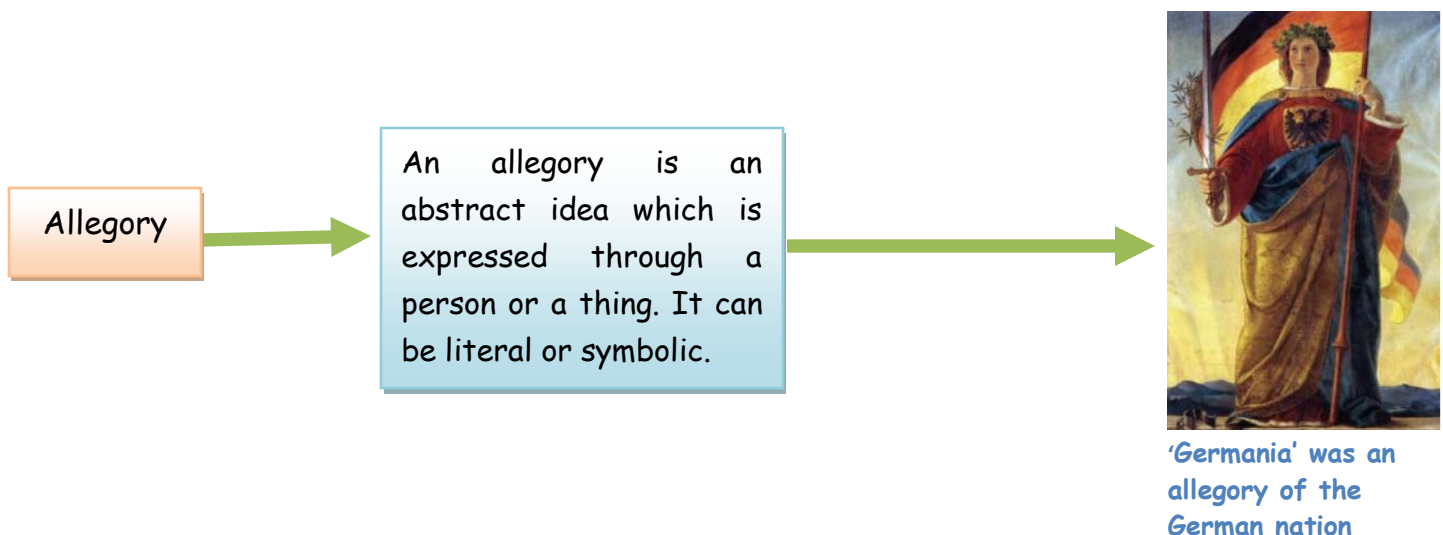 Allegory
An allegory is an
abstract idea which is
expressed through a
person or a thing. It can
be literal or symbolic.
‘Germania’ was an
allegory of the
German nation